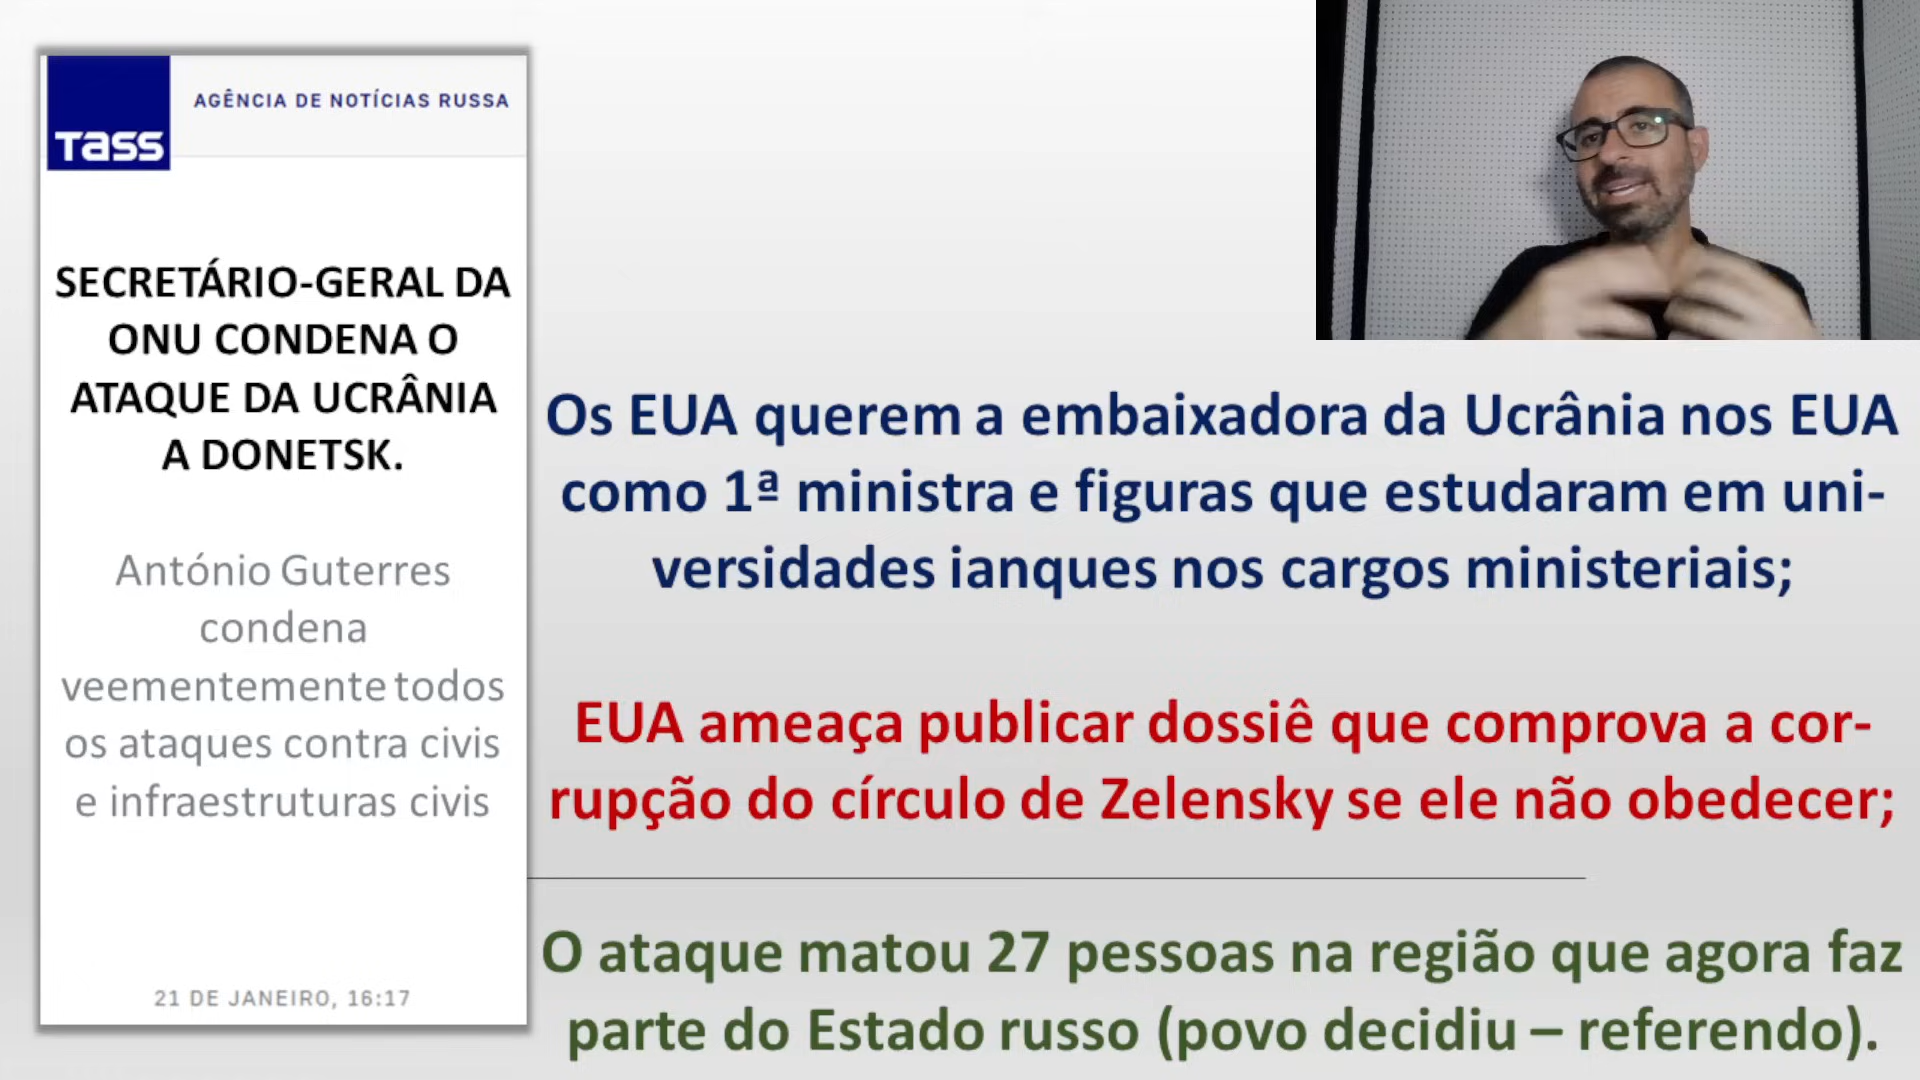 TASS
AGÊNCIA DE NOTÍCIAS RUSSA
SECRETÁRIO-GERAL DA
ONU CONDENA O
ATAQUE DA UCRÂNIA
A DONETSK.
António Guterres
condena
veementemente todos
os ataques contra civis
e infraestruturas civis
21 DE JANEIRO, 16:17
Os EUA querem a embaixadora da Ucrânia nos EUA
como 1ª ministra e figuras que estudaram em uni-
versidades ianques nos cargos ministeriais;
EUA ameaça publicar dossiê que comprova a cor-
rupção do círculo de Zelensky se ele não obedecer;
O ataque matou 27 pessoas na região que agora faz
parte do Estado russo (povo decidiu – referendo).